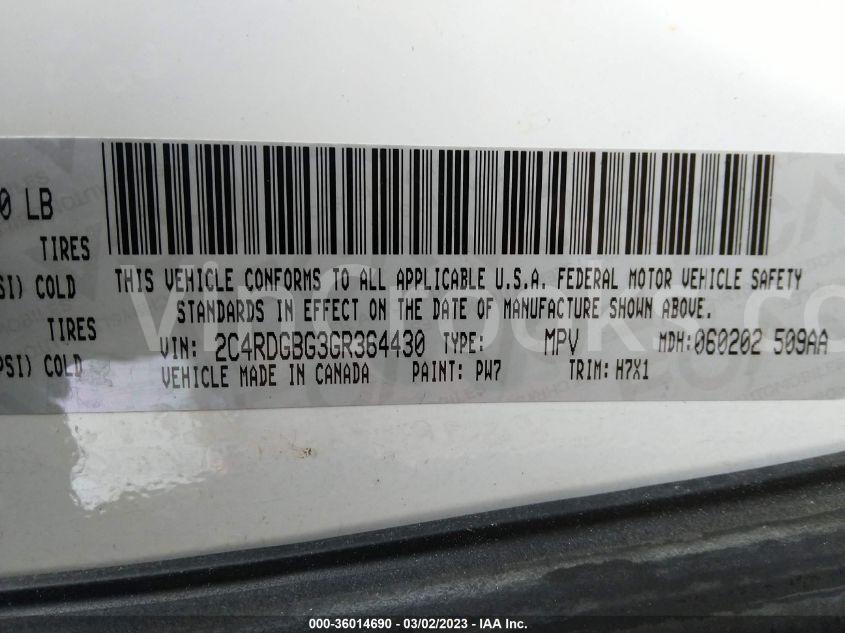 0 LB
TIRES
SI) COLD
TIRES
PSI) COLD
THIS VEHICLE CONFORMS TO ALL APPLICABLE U.S.A. FEDERAL MOTOR VEHICLE SAFETY
STANDARDS IN EFFECT ON THE DATE OF MANUFACTURE SHOWN ABOVE.
VIN: 2C4RDGBG3GR364430 TYPE: MPV MDH: 060202 509AA
VEHICLE MADE IN CANADA PAINT: PW7 TRIM: H7X1
000-36014690 - 03/02/2023 - IAA Inc.